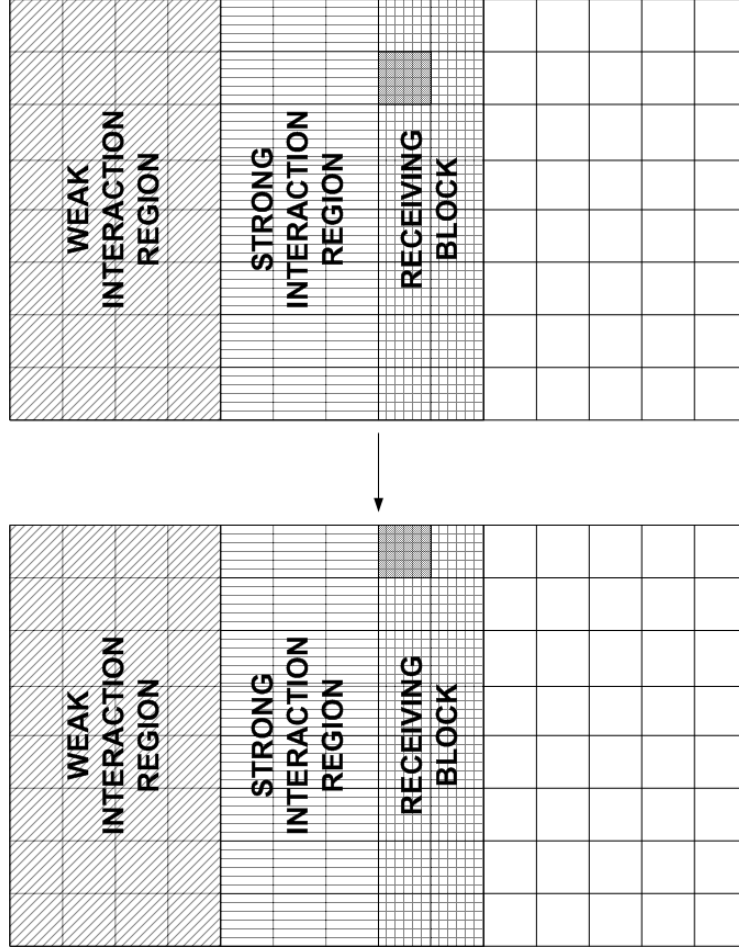 WEAK
INTERACTION
REGION
STRONG
INTERACTION
REGION
RECEIVING
BLOCK
WEAK
INTERACTION
REGION
STRONG
INTERACTION
REGION
RECEIVING
BLOCK